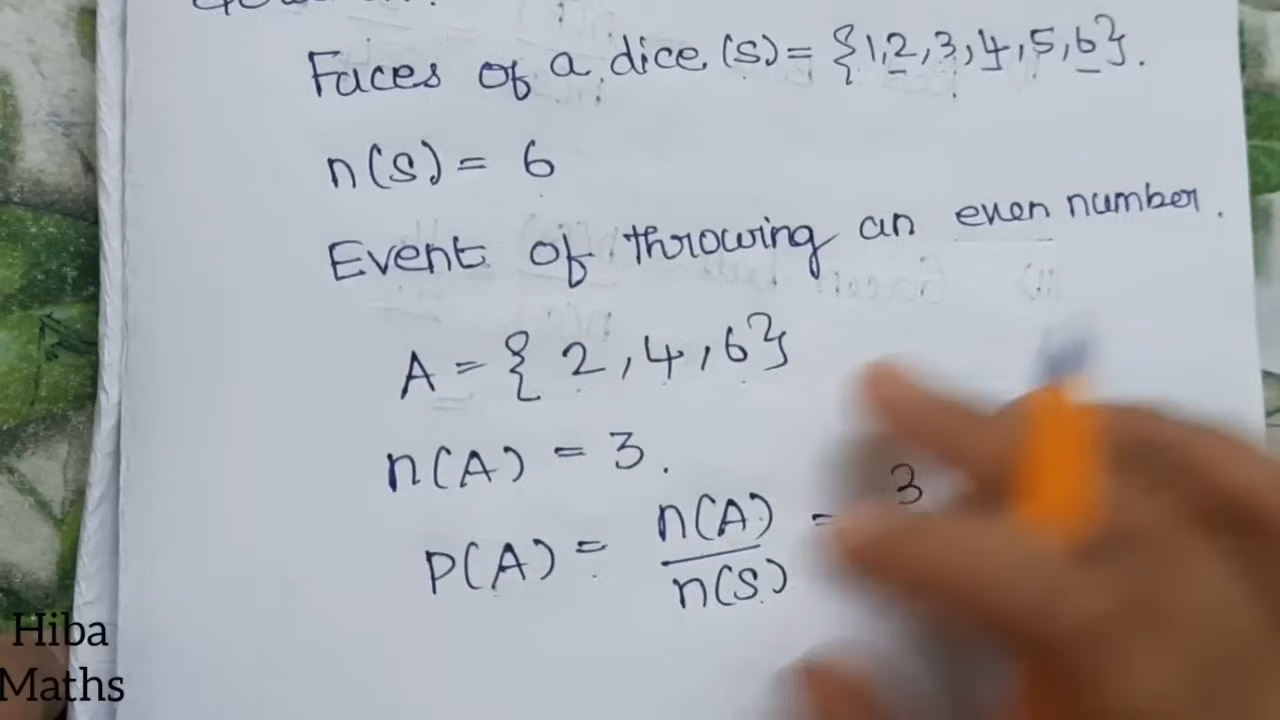 Faces of a dice (S) = {1,2,3,4,5,6}.
n(S) = 6
Event of throwing an even number.
A = {2,4,6}
n(A) = 3.
P(A) = n(A)/n(S) = 3
Hiba
Maths